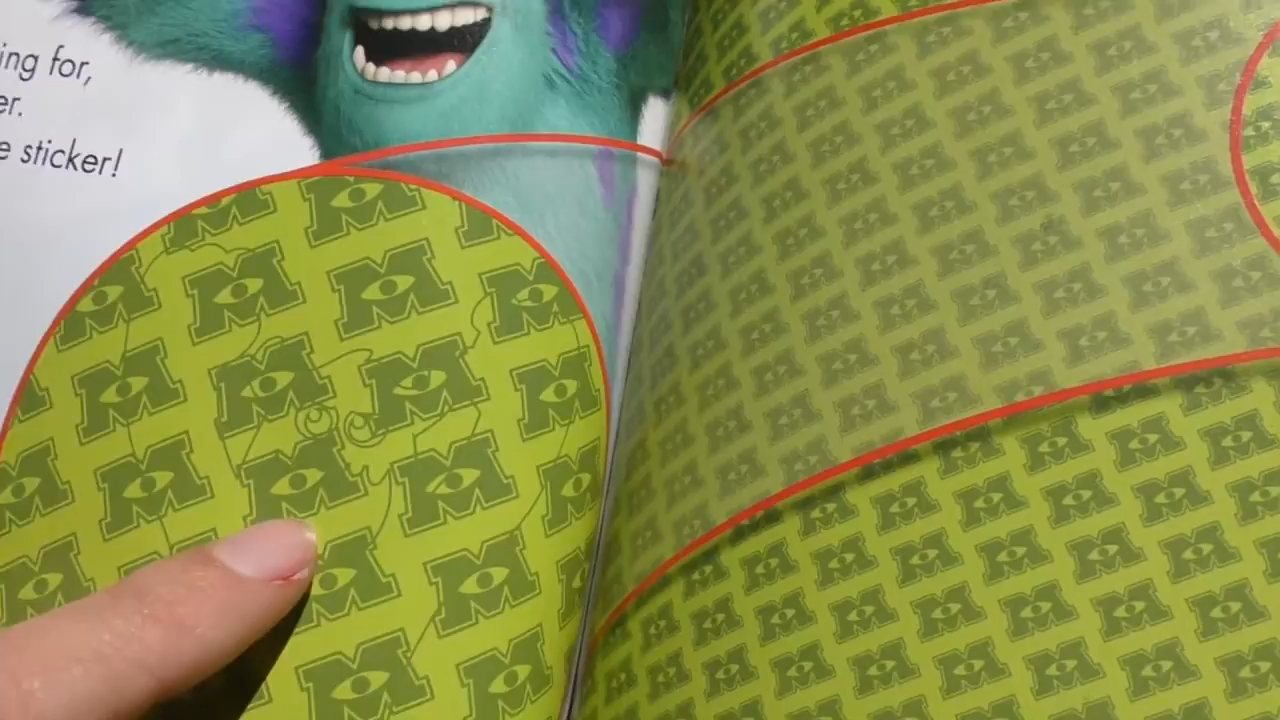 ing for,
er.
e sticker!